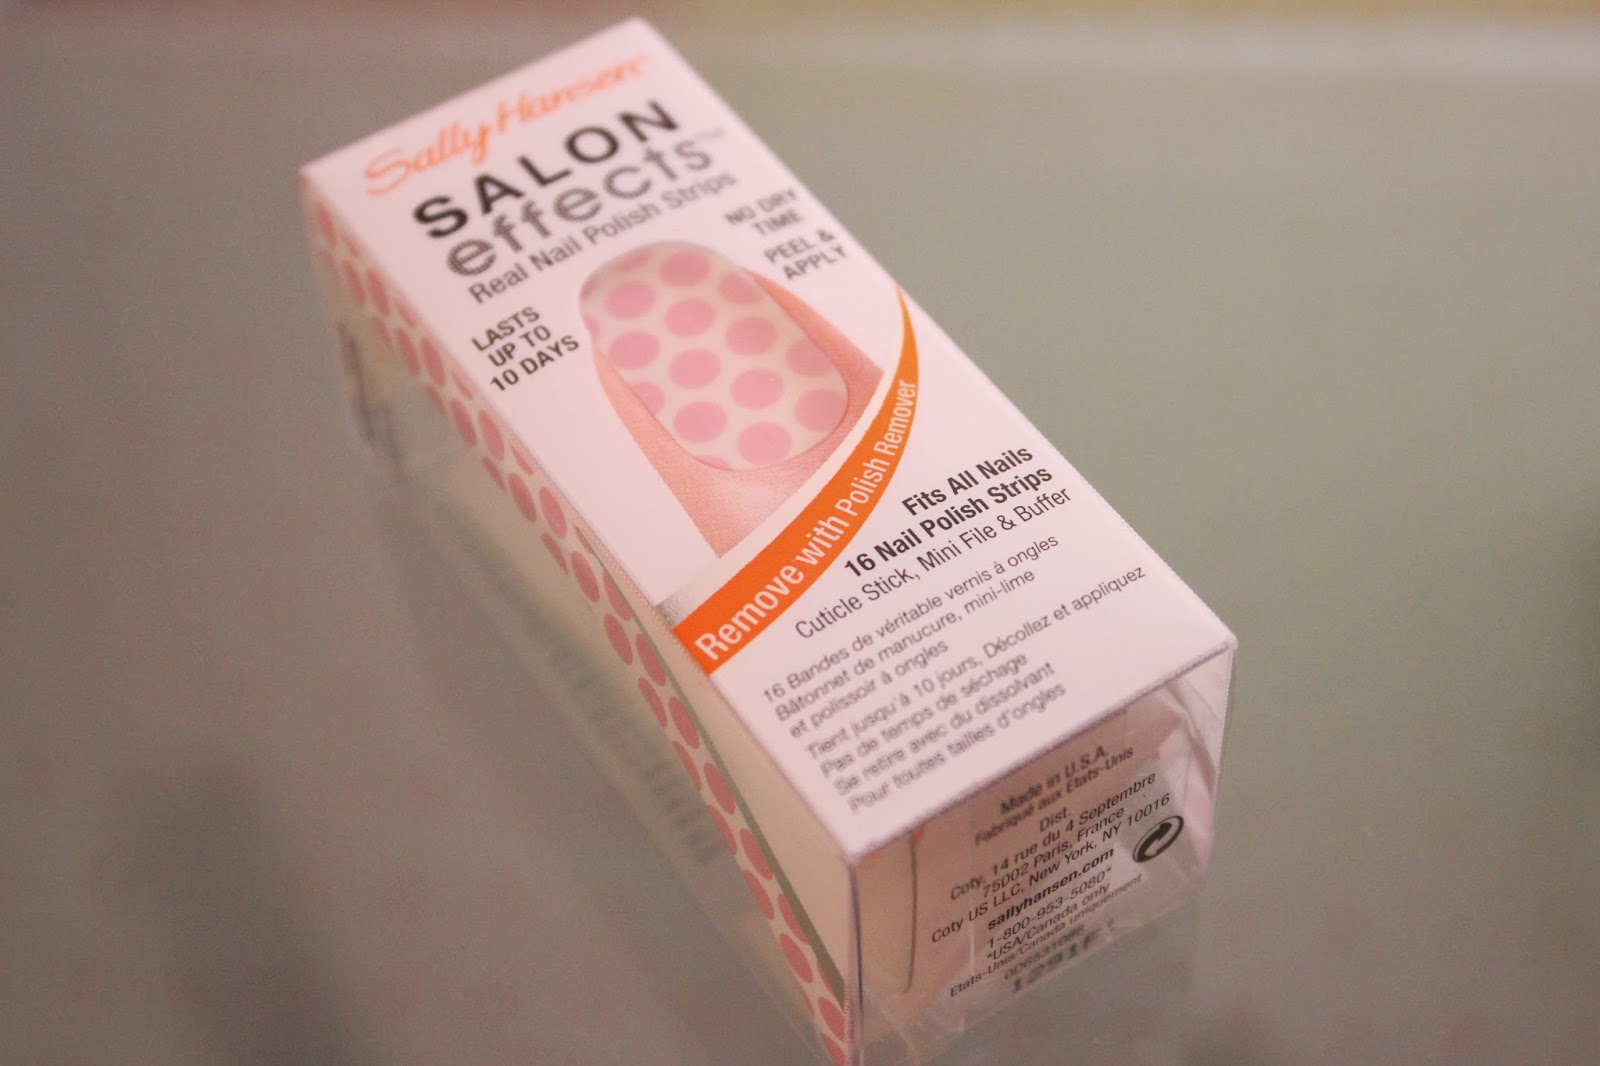 Sally Hansen
SALON
effects™
Real Nail Polish Strips
NO DRY
TIME
PEEL &
APPLY
LASTS
UP TO
10 DAYS
Remove with Polish Remover
Fits All Nails
16 Nail Polish Strips
Cuticle Stick, Mini File & Buffer
16 Bandes de véritable vernis à ongles
Bâtonnet de manucure, mini-lime
et polissoir à ongles
Tient jusqu'à 10 jours, Décollez et appliquez
Pas de temps de séchage
Se retire avec du dissolvant
Pour toutes tailles d'ongles
Made in U.S.A.
Fabriqué aux États-Unis
Dist.
Coty, 14 rue du 4 Septembre
75002 Paris, France
Coty US LLC, New York, NY 10016
sallyhansen.com
1-800-953-5080*
*USA/Canada only
Etats-Unis/Canada uniquement